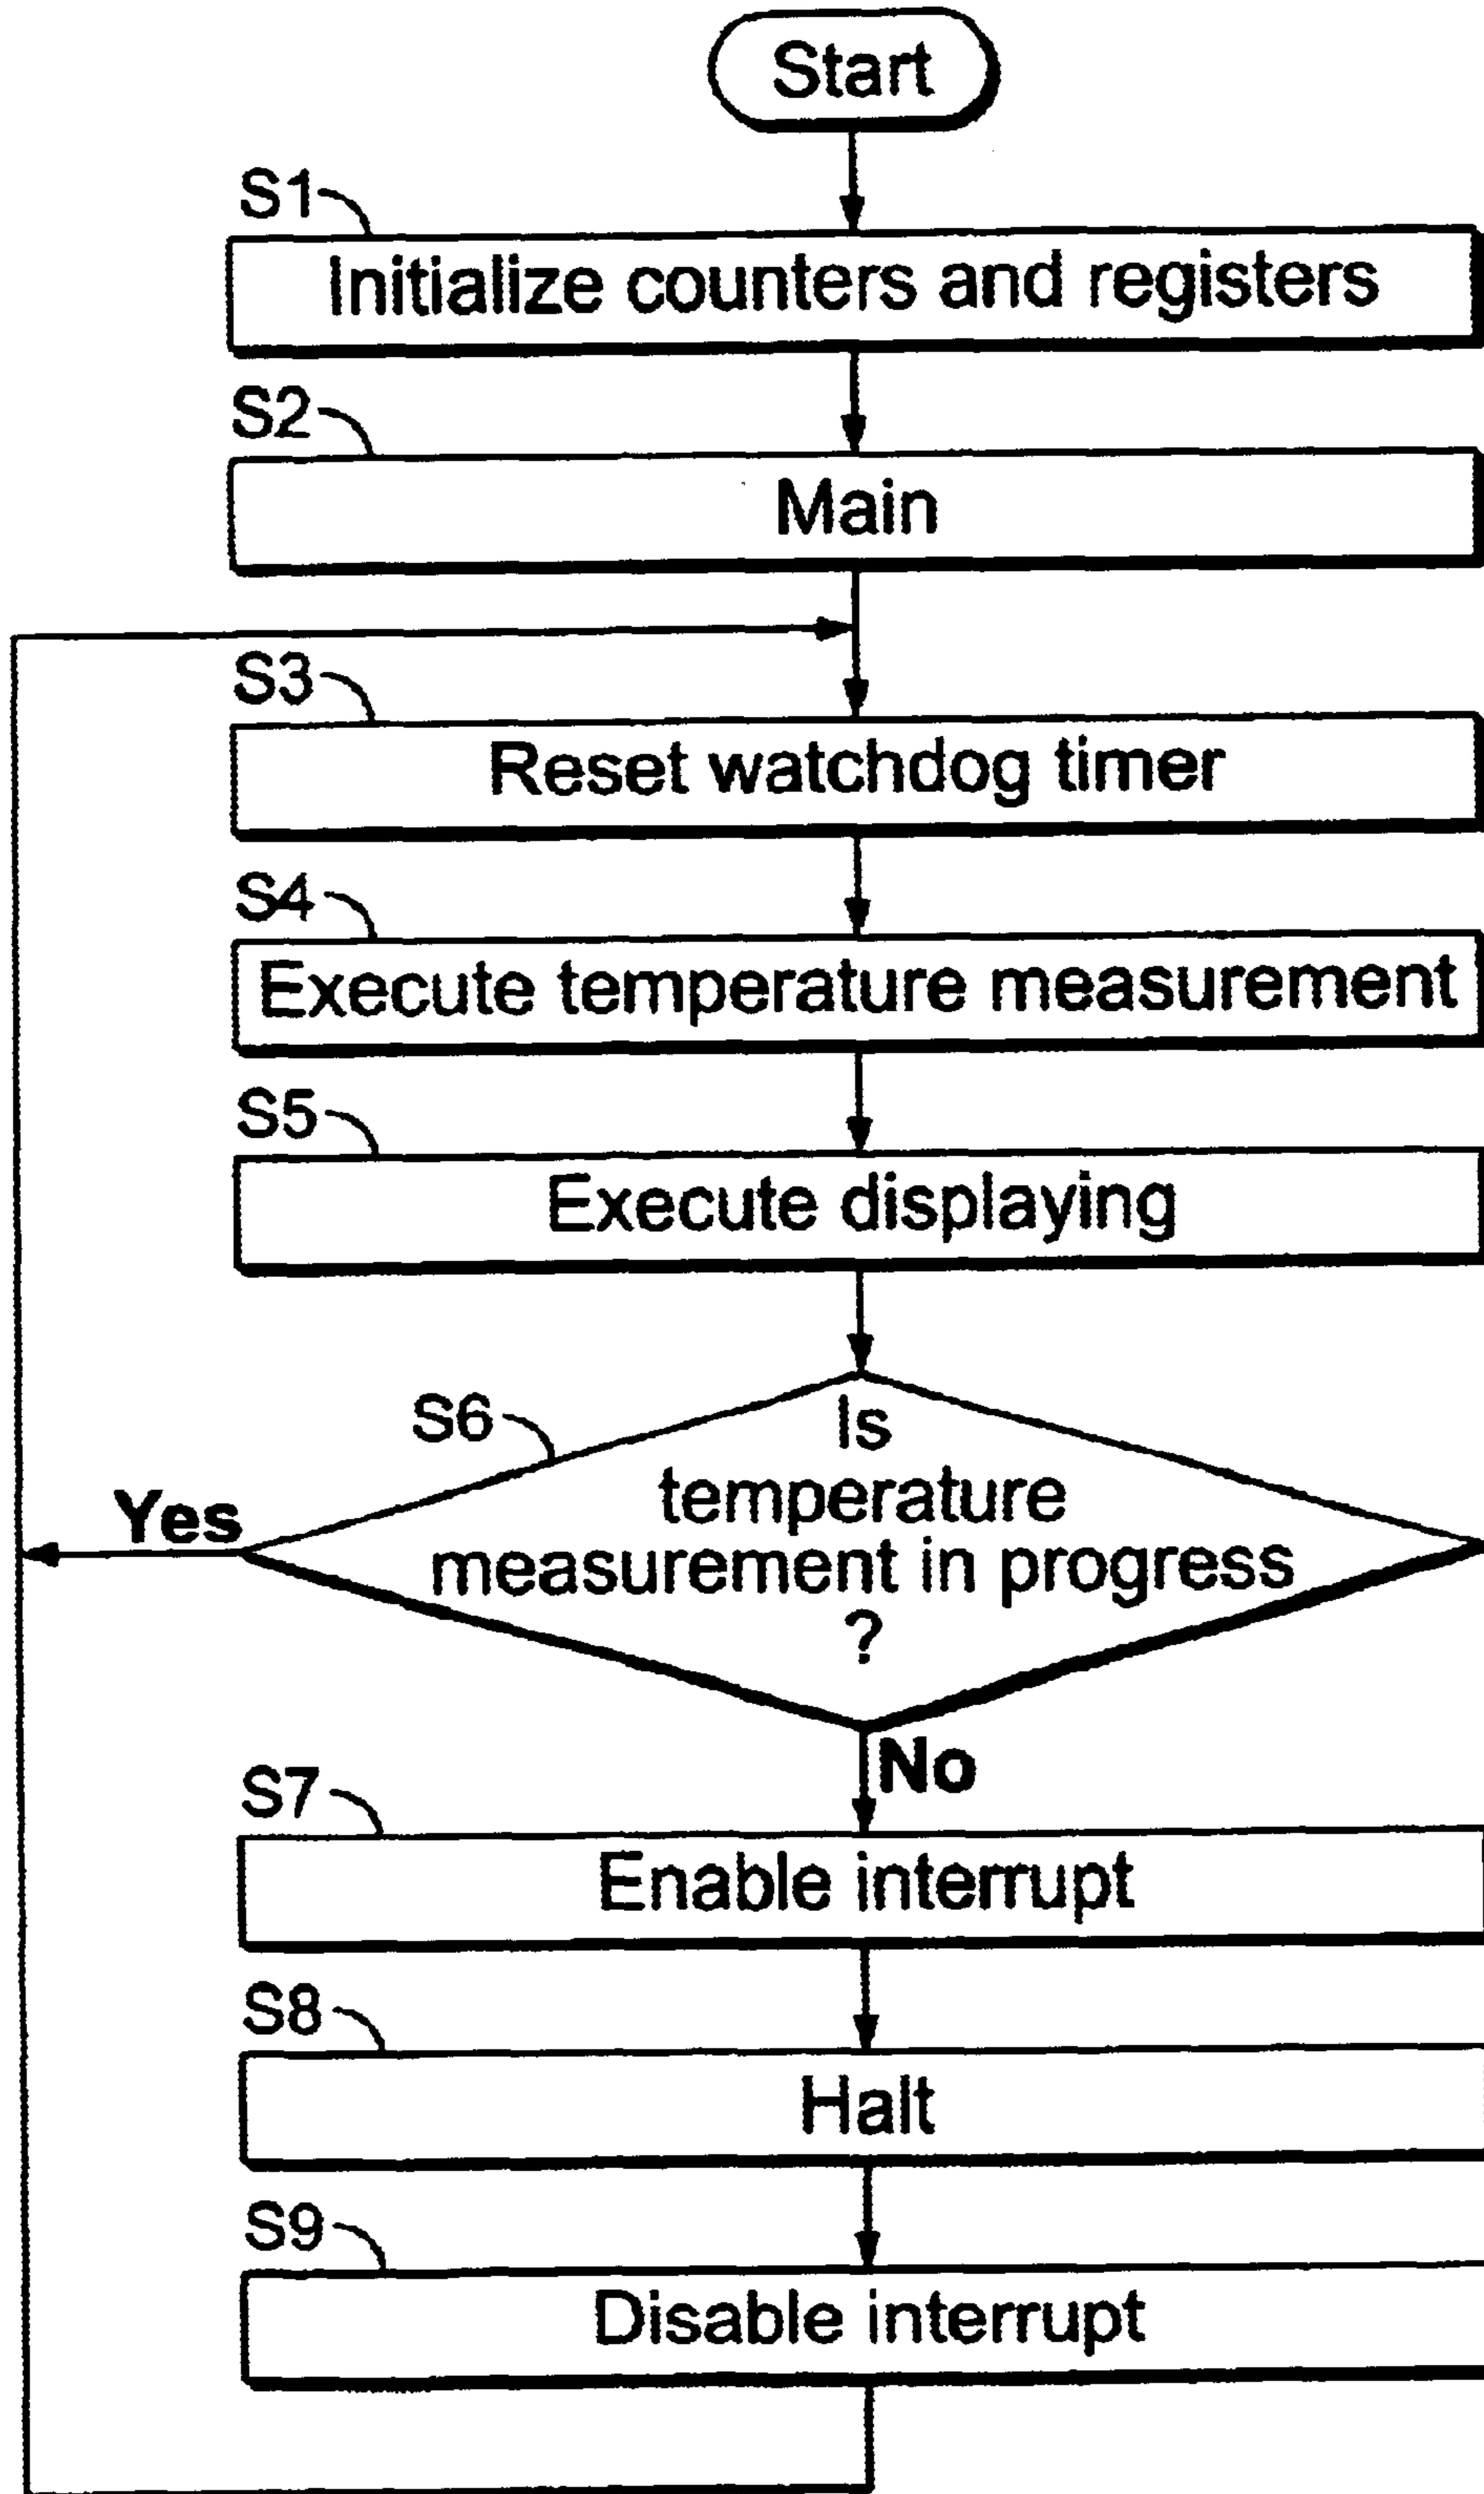 Start
S1
Initialize counters and registers
S2
Main
S3
Reset watchdog timer
S4
Execute temperature measurement
S5
Execute displaying
S6
Is
temperature
measurement in progress
?
Yes
No
S7
Enable interrupt
S8
Halt
S9
Disable interrupt